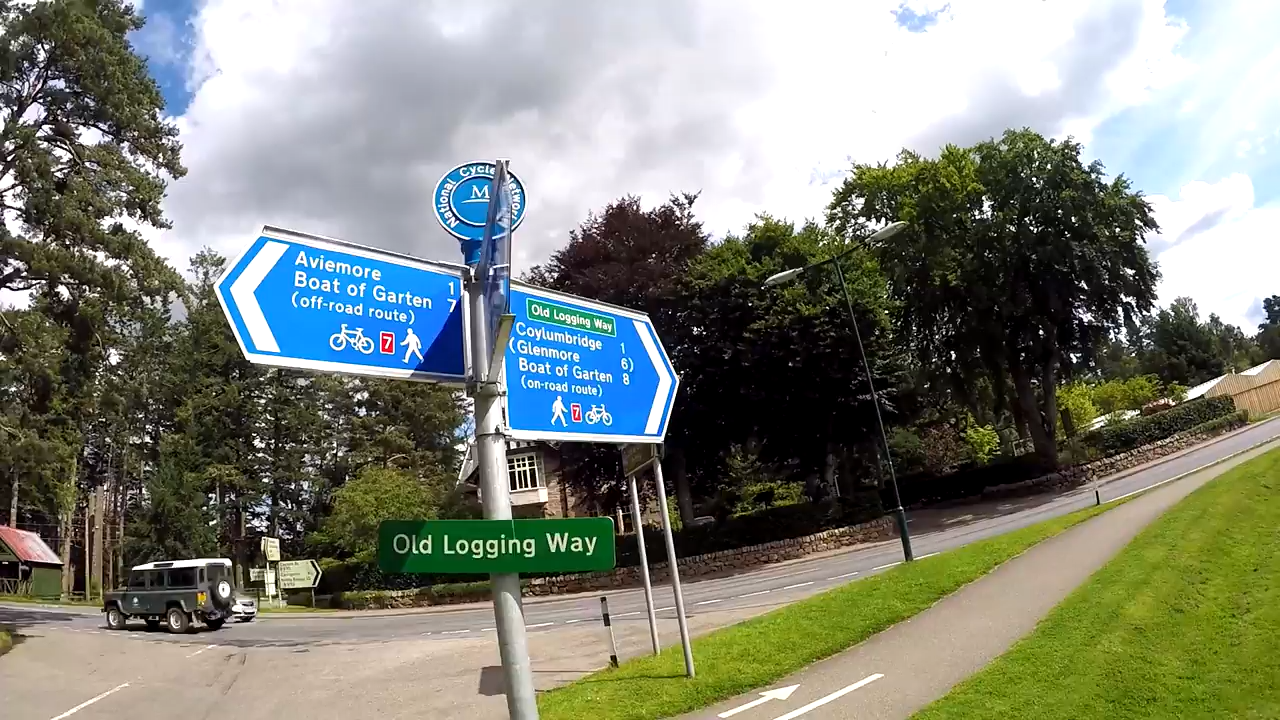 National Cycle Network
M
Aviemore 1
Boat of Garten 7
(off-road route)
7
Old Logging Way
Coylumbridge 1
(Glenmore 6)
Boat of Garten 8
(on-road route)
7
Old Logging Way